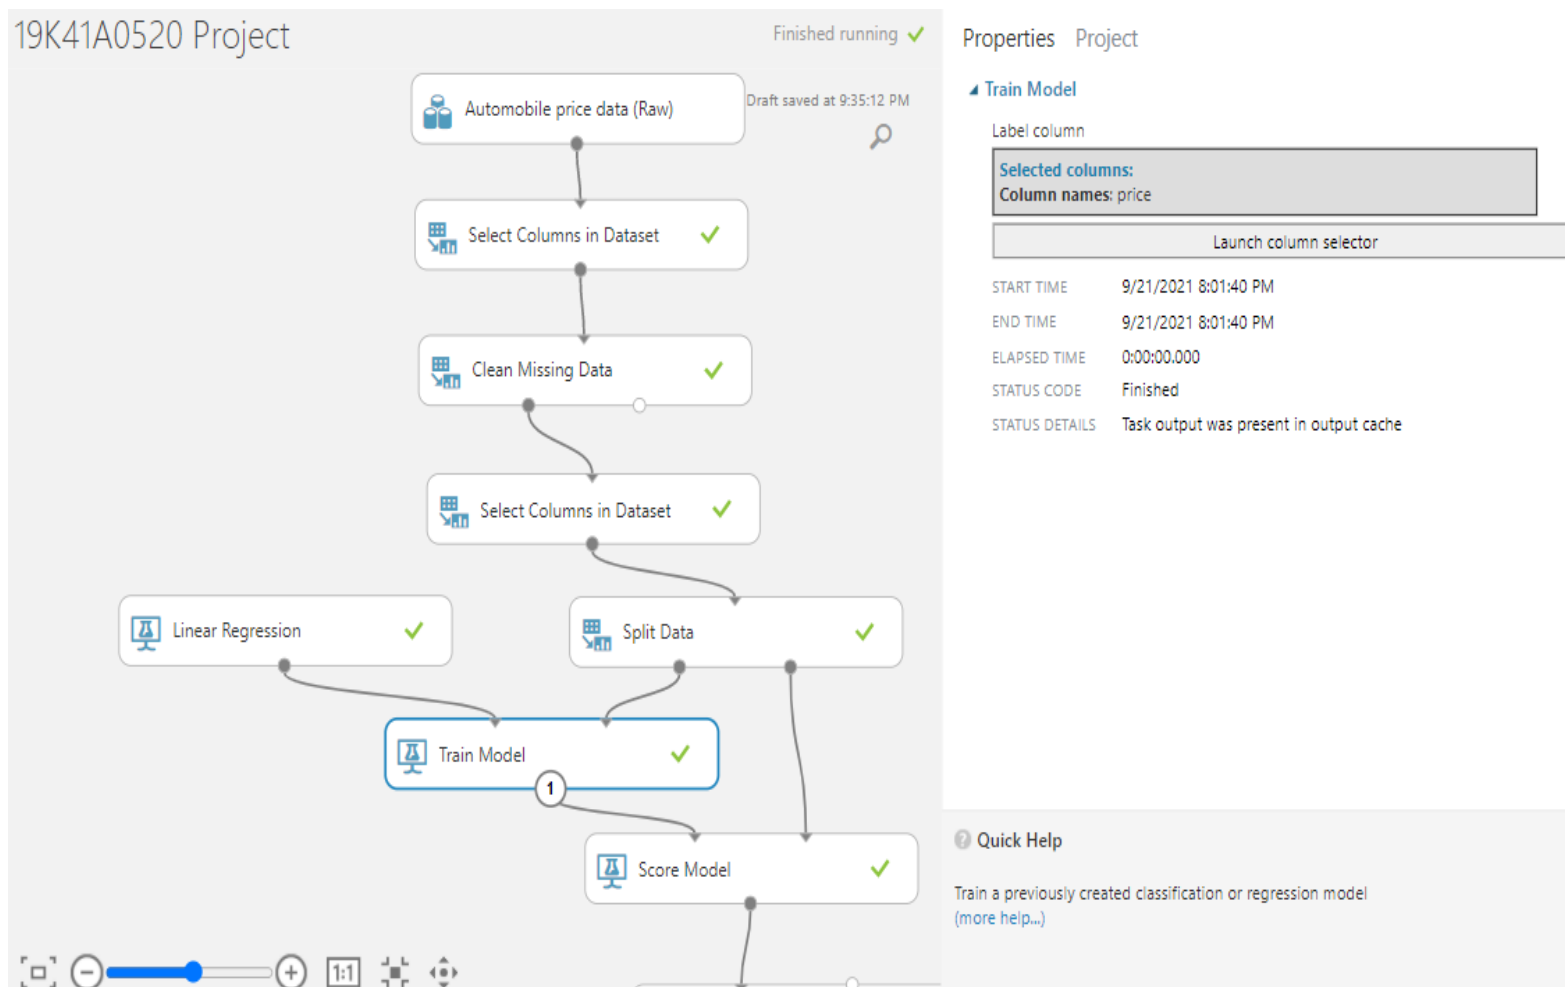 19K41A0520 Project
Finished running
Draft saved at 9:35:12 PM
Automobile price data (Raw)
Select Columns in Dataset
Clean Missing Data
Select Columns in Dataset
Linear Regression
Split Data
Train Model
1
Score Model
1:1
Properties Project
Train Model
Label column
Selected columns:
Column names: price
Launch column selector
START TIME 9/21/2021 8:01:40 PM
END TIME 9/21/2021 8:01:40 PM
ELAPSED TIME 0:00:00.000
STATUS CODE Finished
STATUS DETAILS Task output was present in output cache
? Quick Help
Train a previously created classification or regression model
(more help...)